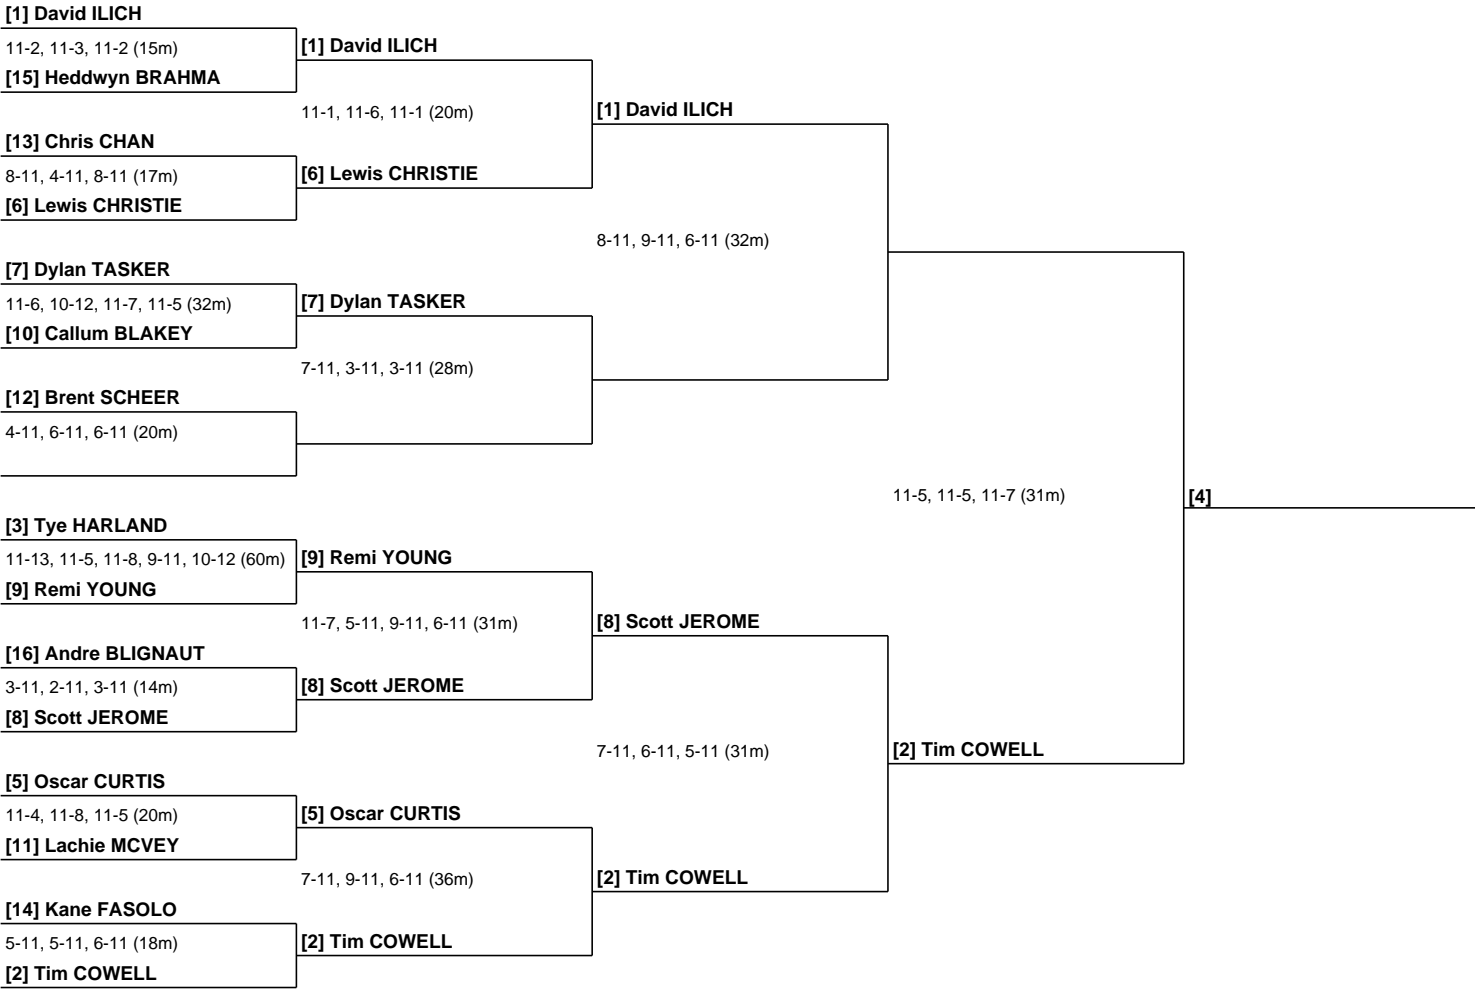 [1] David ILICH
11-2, 11-3, 11-2 (15m)
[15] Heddwyn BRAHMA
[13] Chris CHAN
8-11, 4-11, 8-11 (17m)
[6] Lewis CHRISTIE
[7] Dylan TASKER
11-6, 10-12, 11-7, 11-5 (32m)
[10] Callum BLAKEY
[12] Brent SCHEER
4-11, 6-11, 6-11 (20m)
[3] Tye HARLAND
11-13, 11-5, 11-8, 9-11, 10-12 (60m)
[9] Remi YOUNG
[16] Andre BLIGNAUT
3-11, 2-11, 3-11 (14m)
[8] Scott JEROME
[5] Oscar CURTIS
11-4, 11-8, 11-5 (20m)
[11] Lachie MCVEY
[14] Kane FASOLO
5-11, 5-11, 6-11 (18m)
[2] Tim COWELL
[1] David ILICH
11-1, 11-6, 11-1 (20m)
[6] Lewis CHRISTIE
[7] Dylan TASKER
7-11, 3-11, 3-11 (28m)
[9] Remi YOUNG
11-7, 5-11, 9-11, 6-11 (31m)
[8] Scott JEROME
[5] Oscar CURTIS
7-11, 9-11, 6-11 (36m)
[2] Tim COWELL
[1] David ILICH
8-11, 9-11, 6-11 (32m)
[8] Scott JEROME
7-11, 6-11, 5-11 (31m)
[2] Tim COWELL
11-5, 11-5, 11-7 (31m)
[2] Tim COWELL
[4]